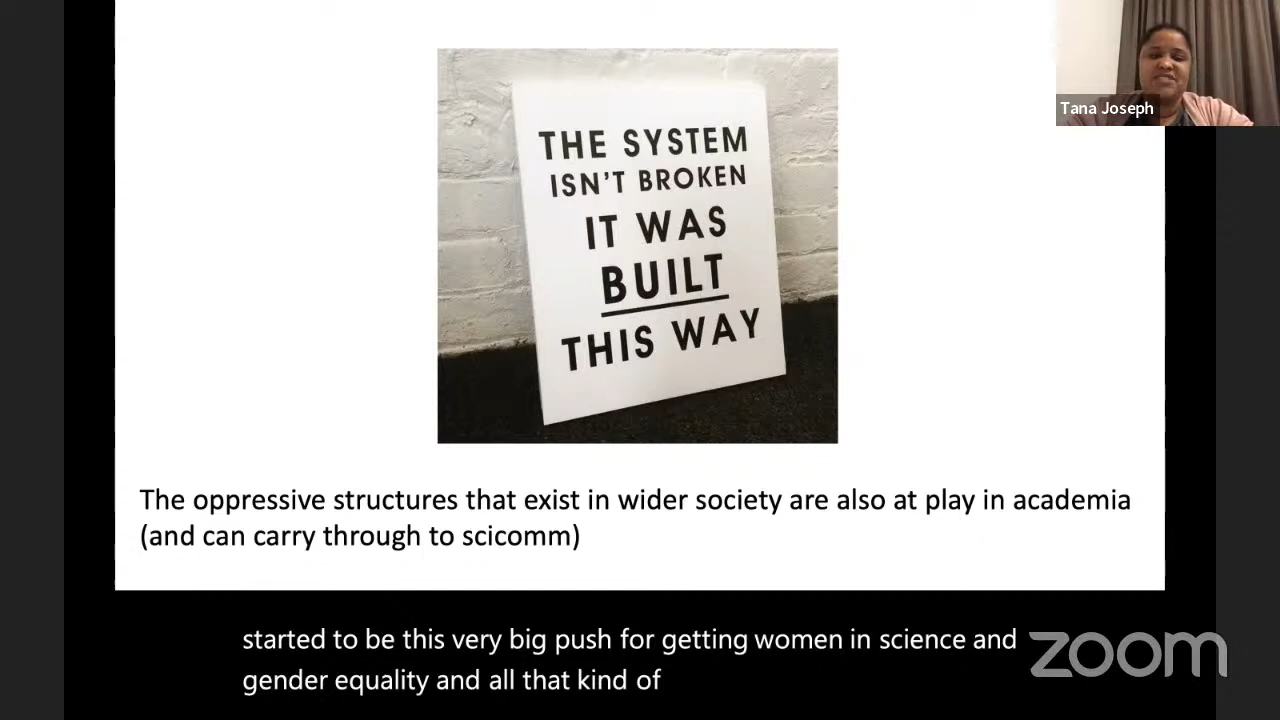 Tana Joseph
THE SYSTEM
ISN'T BROKEN
IT WAS
BUILT
THIS WAY
The oppressive structures that exist in wider society are also at play in academia
(and can carry through to scicomm)
started to be this very big push for getting women in science and
gender equality and all that kind of
zoom